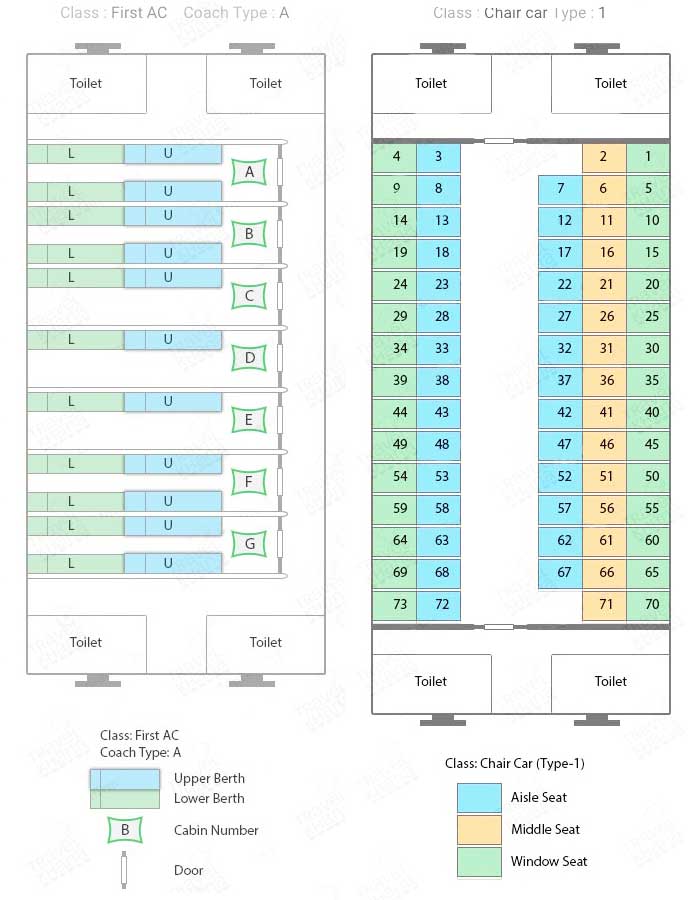 Class : First AC Coach Type : A
Toilet Toilet
L U
A
L U
L U
B
L U
L U
C
L U
D
L U
E
L U
F
L U
L U
G
L U
Toilet Toilet
Class: First AC
Coach Type: A
Upper Berth
Lower Berth
B Cabin Number
Door
Class : Chair car Type : 1
Toilet Toilet
4 3 2 1
9 8 7 6 5
14 13 12 11 10
19 18 17 16 15
24 23 22 21 20
29 28 27 26 25
34 33 32 31 30
39 38 37 36 35
44 43 42 41 40
49 48 47 46 45
54 53 52 51 50
59 58 57 56 55
64 63 62 61 60
69 68 67 66 65
73 72 71 70
Toilet Toilet
Class: Chair Car (Type-1)
Aisle Seat
Middle Seat
Window Seat